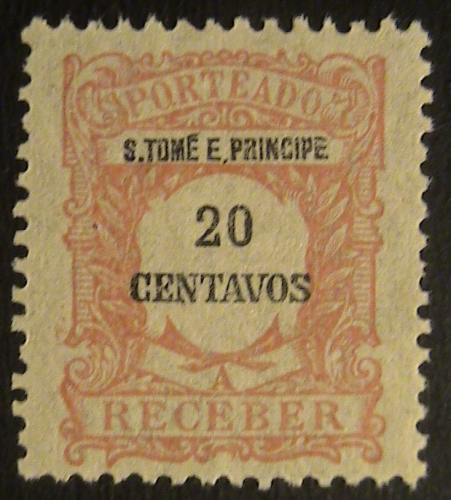 PORTEADO
S. TOMÉ E, PRINCIPE
20
CENTAVOS
A
RECEBER